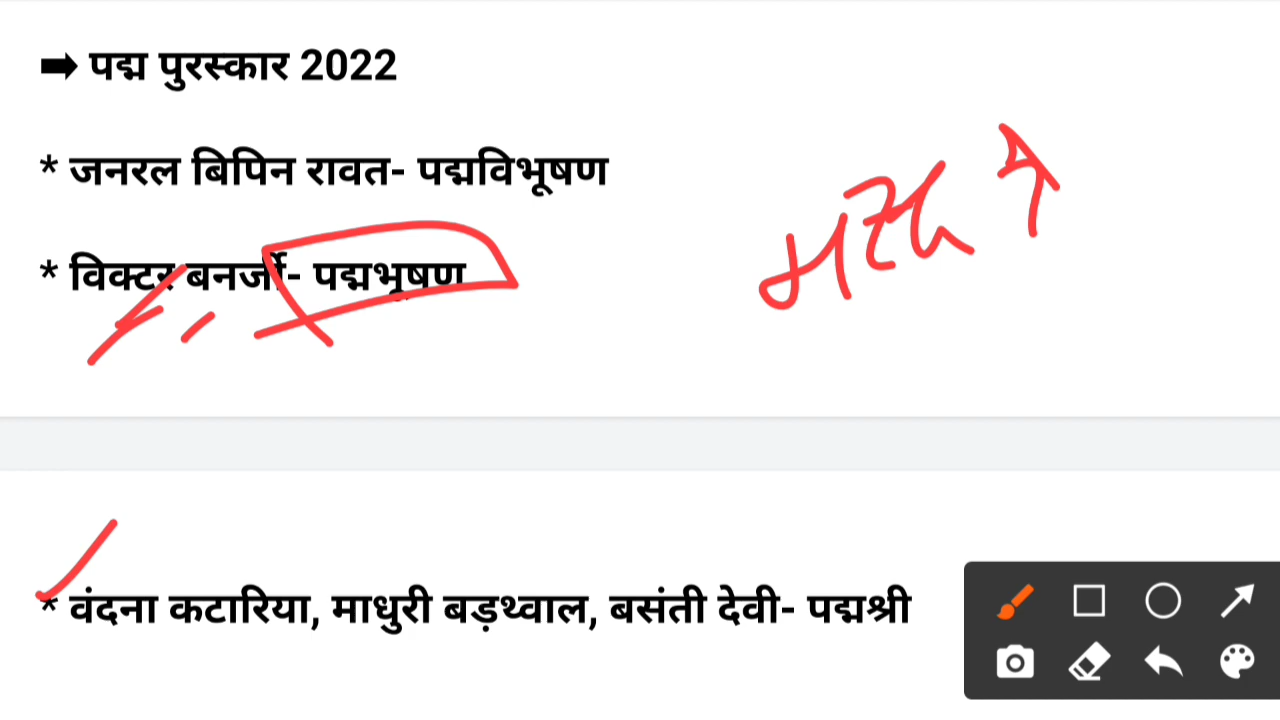 ➡ पद्म पुरस्कार 2022
* जनरल बिपिन रावत- पद्मविभूषण
* विक्टर बनर्जी- पद्मभूषण
* वंदना कटारिया, माधुरी बड़थ्वाल, बसंती देवी- पद्मश्री